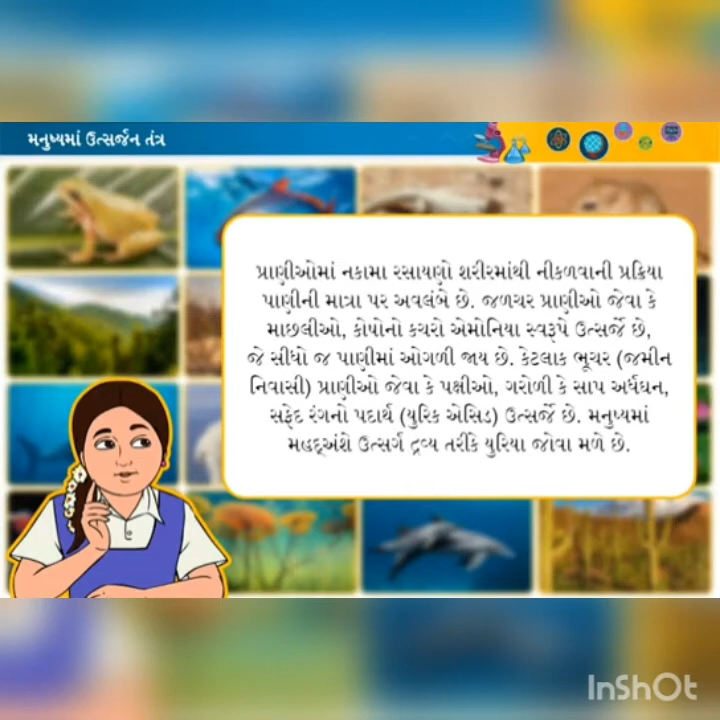 મનુષ્યમાં ઉત્સર્જન તંત્ર
પ્રાણીઓમાં નકામા રસાયણો શરીરમાંથી નીકળવાની પ્રક્રિયા
પાણીની માત્રા પર અવલંબે છે. જળચર પ્રાણીઓ જેવા કે
માછલીઓ, કોષોનો કચરો એમોનિયા સ્વરૂપે ઉત્સર્જે છે,
જે સીધો જ પાણીમાં ઓગળી જાય છે. કેટલાક ભૂચર (જમીન
નિવાસી) પ્રાણીઓ જેવા કે પક્ષીઓ, ગરોળી કે સાપ અર્ધઘન,
સફેદ રંગનો પદાર્થ (યુરિક એસિડ) ઉત્સર્જે છે. મનુષ્યમાં
મહદ્અંશે ઉત્સર્ગ દ્રવ્ય તરીકે યુરિયા જોવા મળે છે.
InShOt